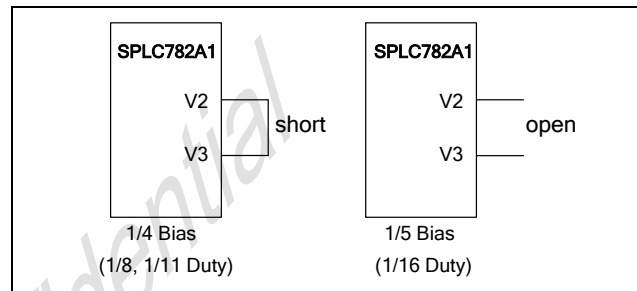 SPLC782A1
V2
V3
short
1/4 Bias
(1/8, 1/11 Duty)
SPLC782A1
V2
V3
open
1/5 Bias
(1/16 Duty)